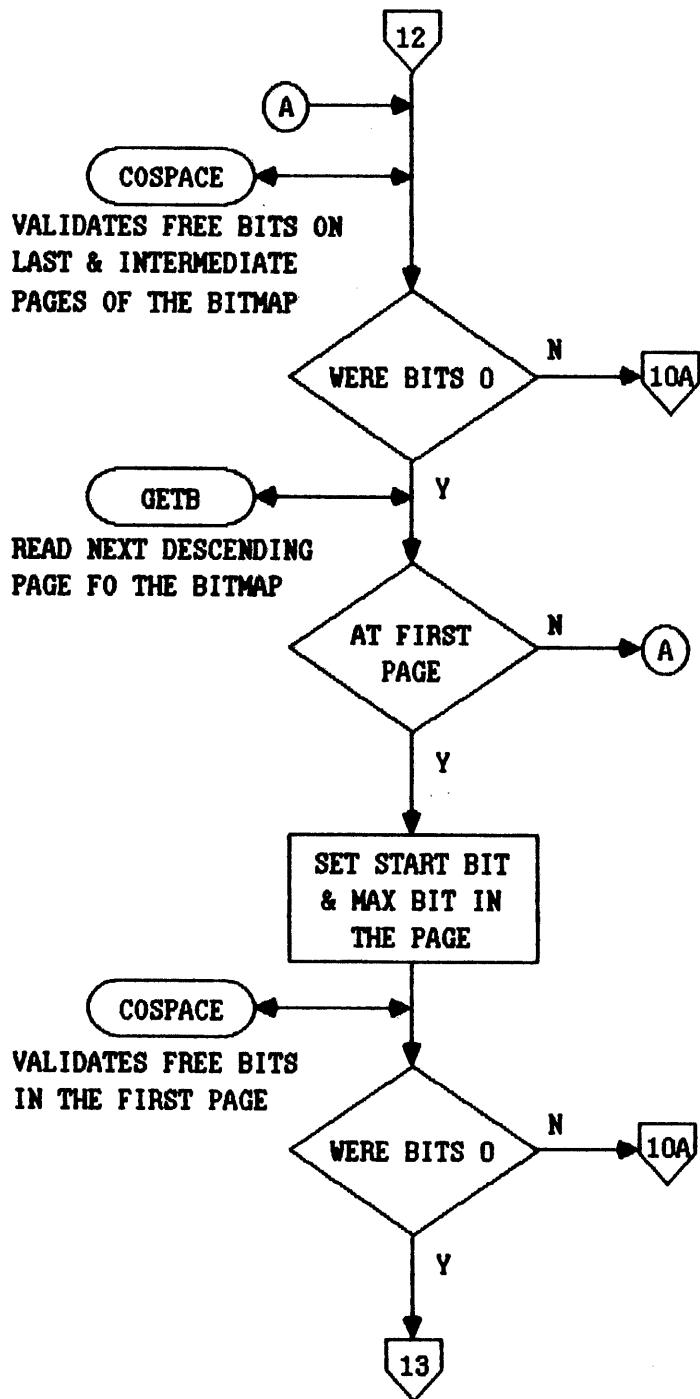 12
A
COSPACE
VALIDATES FREE BITS ON
LAST & INTERMEDIATE
PAGES OF THE BITMAP
WERE BITS 0
N
10A
Y
GETB
READ NEXT DESCENDING
PAGE FO THE BITMAP
AT FIRST
PAGE
N
A
Y
SET START BIT
& MAX BIT IN
THE PAGE
COSPACE
VALIDATES FREE BITS
IN THE FIRST PAGE
WERE BITS 0
N
10A
Y
13